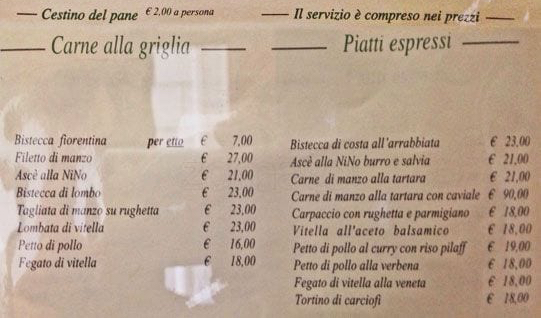 Cestino del pane € 2,00 a persona
Carne alla griglia
Bistecca fiorentina per etto € 7,00
Filetto di manzo € 27,00
Ascè alla NiNo € 21,00
Bistecca di lombo € 23,00
Tagliata di manzo su rughetta € 23,00
Lombata di vitella € 23,00
Petto di pollo € 16,00
Fegato di vitella € 18,00
Il servizio è compreso nei prezzi
Piatti espressi
Bistecca di costa all'arrabbiata € 23,00
Ascè alla NiNo burro e salvia € 21,00
Carne di manzo alla tartara € 21,00
Carne di manzo alla tartara con caviale € 90,00
Carpaccio con rughetta e parmigiano € 18,00
Vitella all'aceto balsamico € 18,00
Petto di pollo al curry con riso pilaff € 19,00
Petto di pollo alla verbena € 18,00
Fegato di vitella alla veneta € 18,00
Tortino di carciofi € 18,00